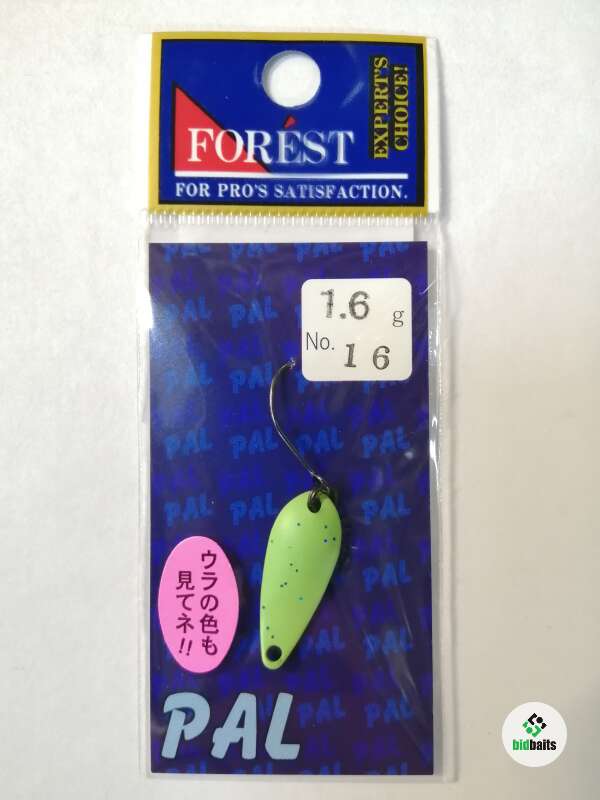 EXPERT'S
CHOICE!
FORÉST
FOR PRO'S SATISFACTION.
1.6 g
No. 16
ウラの色も
見てネ!!
PAL
bidbaits